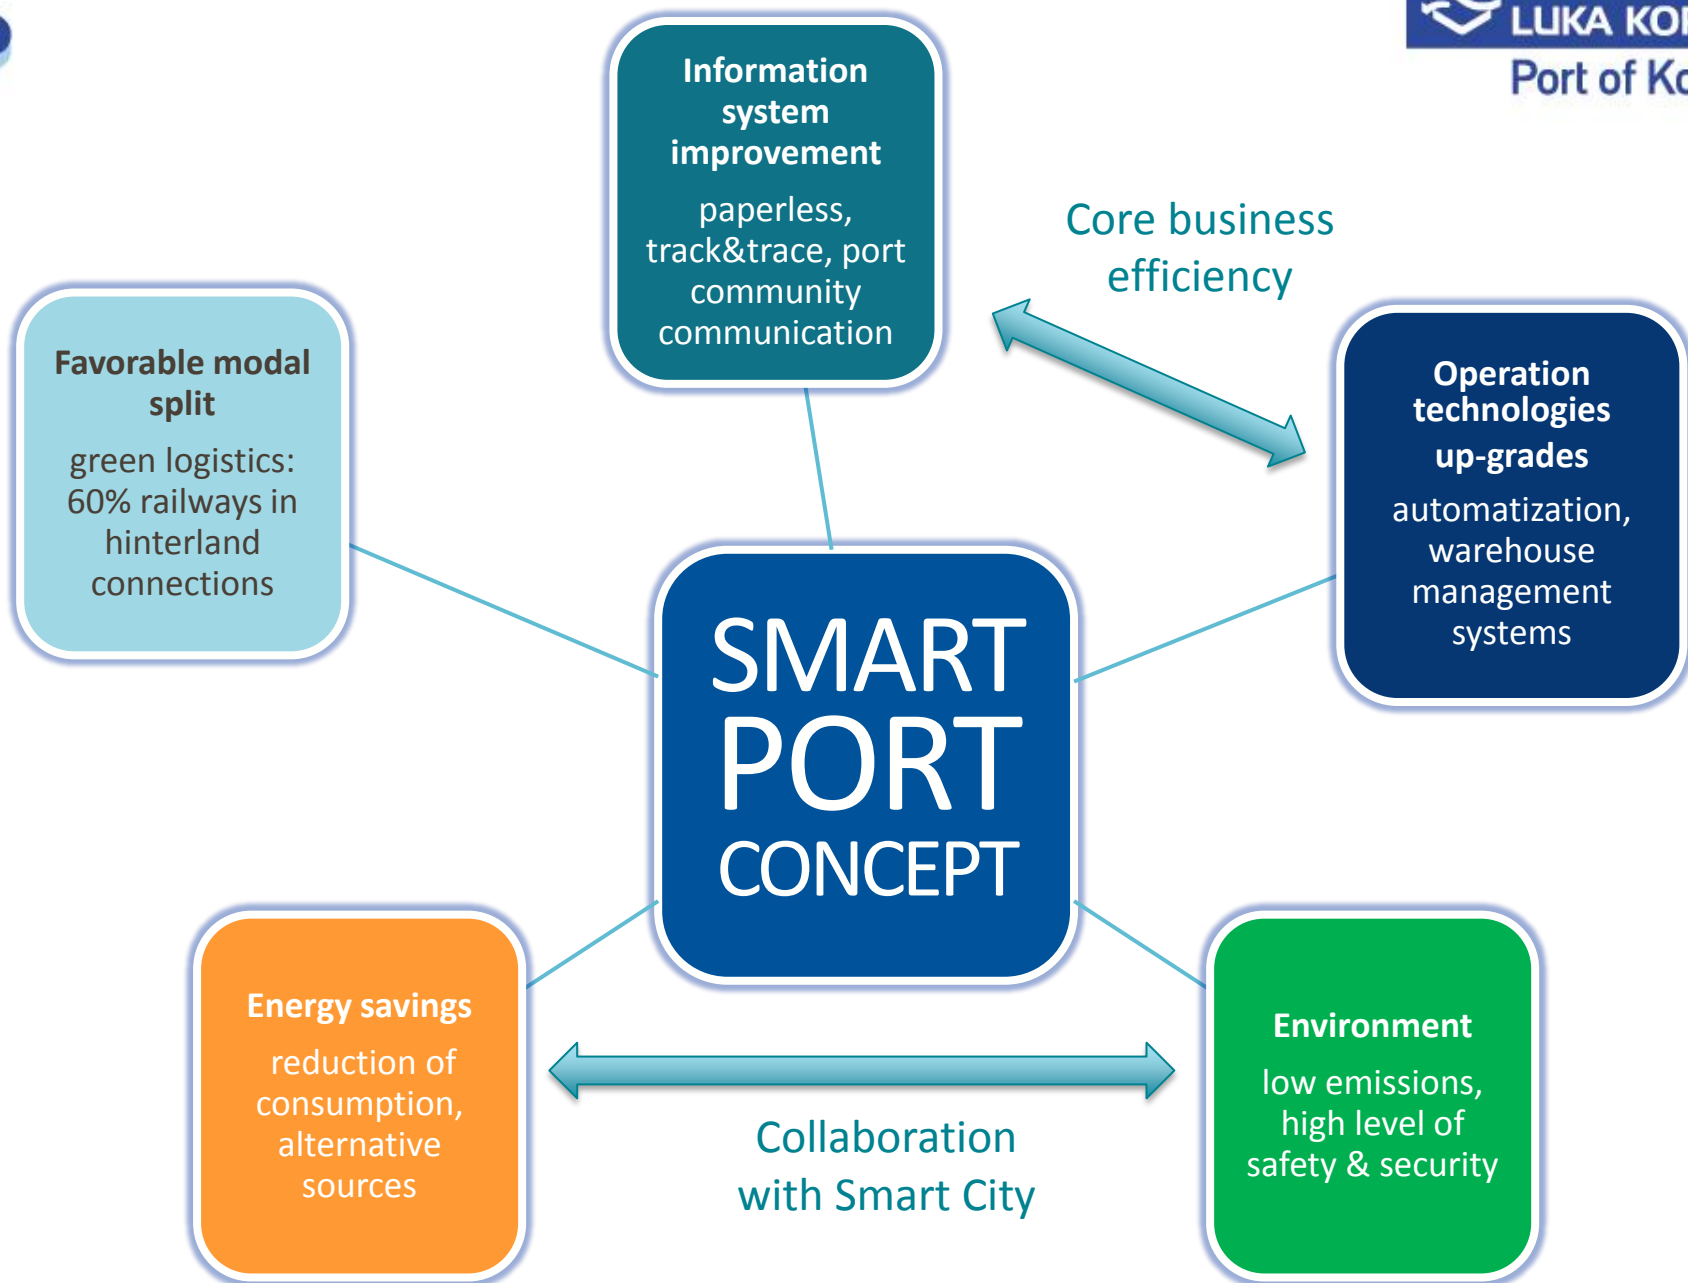 LUKA
Port of
Information
system
improvement
paperless,
track&trace, port
community
communication
Core business
efficiency
Favorable modal
split
green logistics:
60% railways in
hinterland
connections
Operation
technologies
up-grades
automatization,
warehouse
management
systems
SMART
PORT
CONCEPT
Energy savings
reduction of
consumption,
alternative
sources
Collaboration
with Smart City
Environment
low emissions,
high level of
safety & security